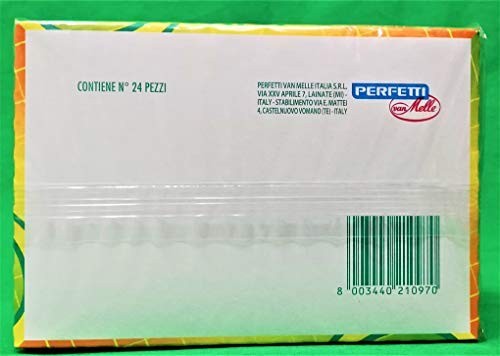 CONTIENE N° 24 PEZZI
PERFETTI VAN MELLE ITALIA S.R.L.
VIA XXV APRILE 7, LAINATE (MI) -
ITALY - STABILIMENTO VIA E. MATTEI
4, CASTELNUOVO VOMANO (TE) - ITALY
PERFETTI
van Melle
8 003440 210970